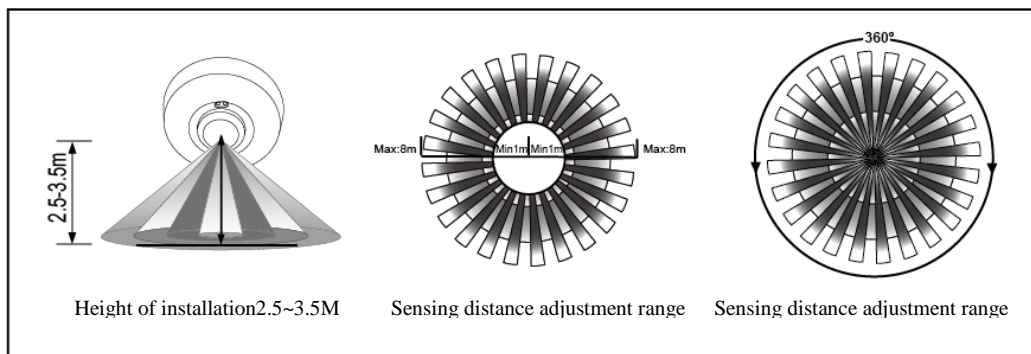 2.5-3.5m
Height of installation2.5~3.5M
Max:8m
Min1m
Min1m
Max:8m
Sensing distance adjustment range
360º
Sensing distance adjustment range